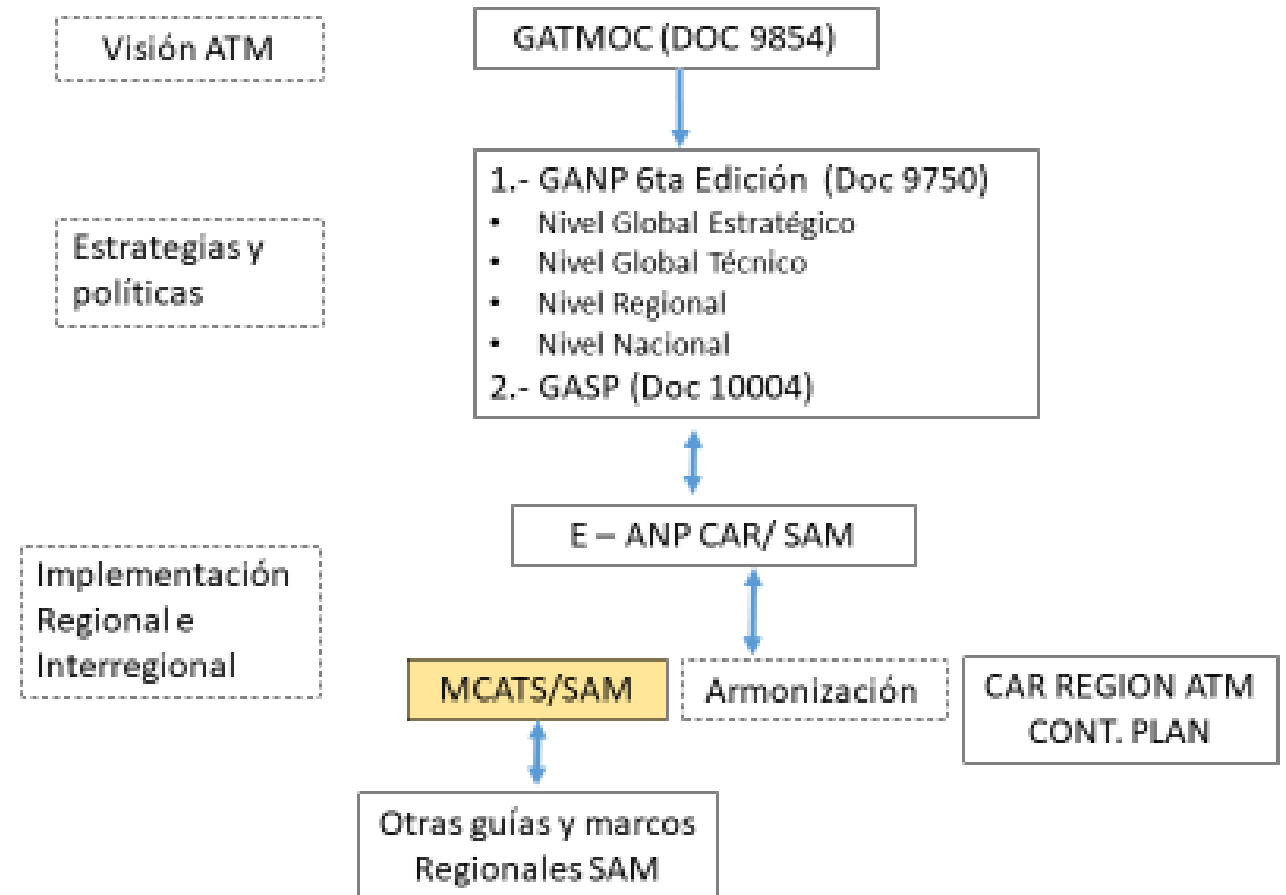 Visión ATM
GATMOC (DOC 9854)
Estrategias y
políticas
1.- GANP 6ta Edición (Doc 9750)
• Nivel Global Estratégico
• Nivel Global Técnico
• Nivel Regional
• Nivel Nacional
2.- GASP (Doc 10004)
E – ANP CAR/ SAM
Implementación
Regional e
Interregional
MCATS/SAM
Armonización
CAR REGION ATM
CONT. PLAN
Otras guías y marcos
Regionales SAM